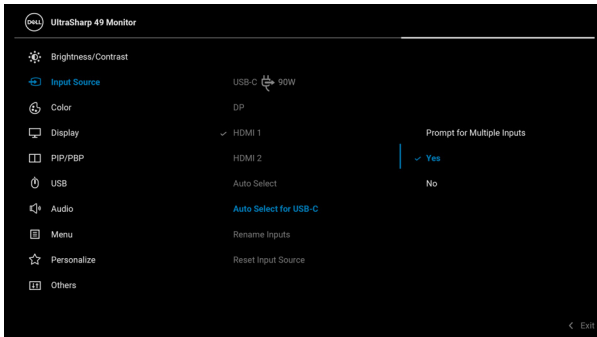 DELL UltraSharp 49 Monitor
Brightness/Contrast
Input Source USB-C 90W
Color DP
Display HDMI 1 Prompt for Multiple Inputs
PIP/PBP HDMI 2 Yes
USB Auto Select No
Audio Auto Select for USB-C
Menu Rename Inputs
Personalize Reset Input Source
Others
Exit